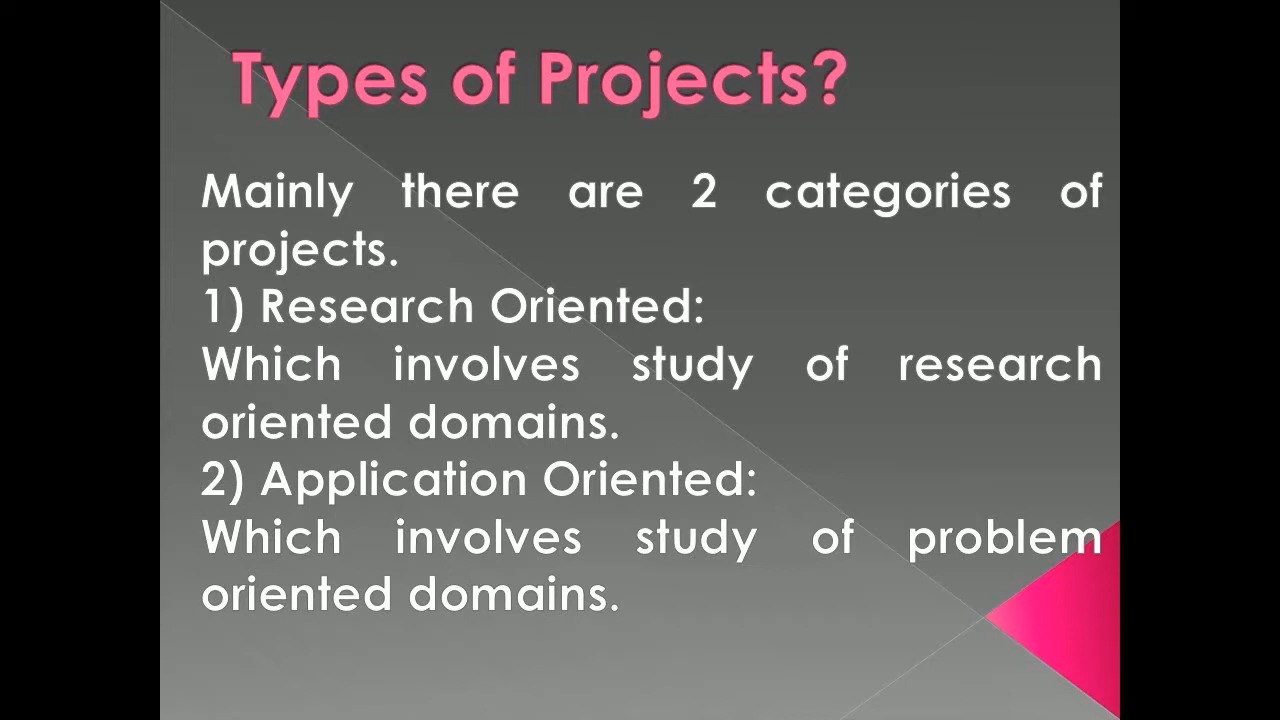 Types of Projects?
Mainly there are 2 categories of
projects.
1) Research Oriented:
Which involves study of research
oriented domains.
2) Application Oriented:
Which involves study of problem
oriented domains.